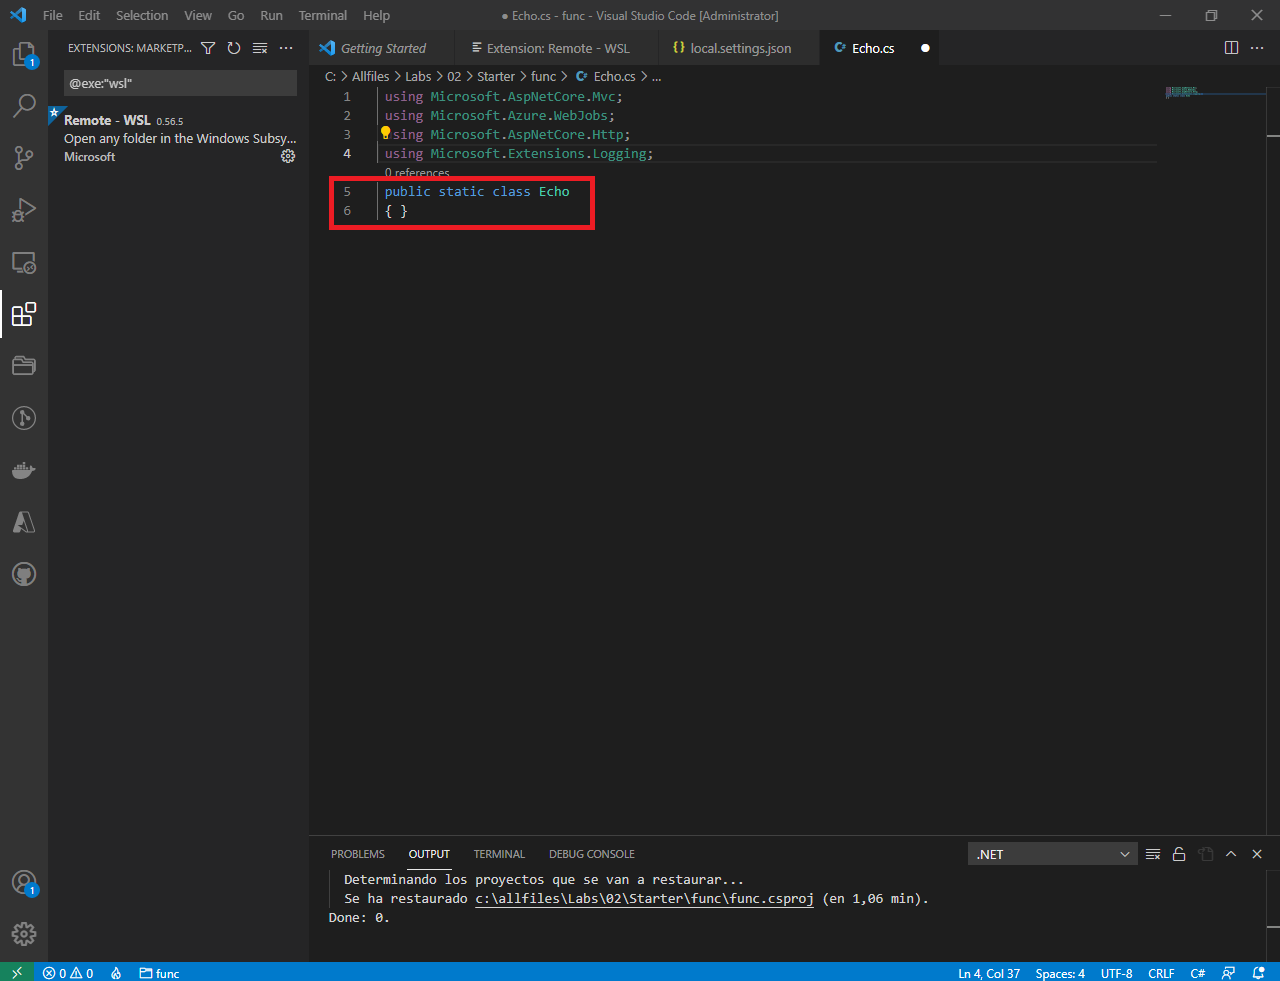 File Edit Selection View Go Run Terminal Help
● Echo.cs - func - Visual Studio Code [Administrator]
EXTENSIONS: MARKETP...
@exe:"wsl"
Remote - WSL 0.56.5
Open any folder in the Windows Subsy...
Microsoft
Getting Started
Extension: Remote - WSL
{} local.settings.json
C# Echo.cs ●
C: > Allfiles > Labs > 02 > Starter > func > C# Echo.cs > ...
1 using Microsoft.AspNetCore.Mvc;
2 using Microsoft.Azure.WebJobs;
3 sing Microsoft.AspNetCore.Http;
4 using Microsoft.Extensions.Logging;
0 references
5 public static class Echo
6 { }
1
1
PROBLEMS OUTPUT TERMINAL DEBUG CONSOLE
.NET
Determinando los proyectos que se van a restaurar...
Se ha restaurado c:\allfiles\Labs\02\Starter\func\func.csproj (en 1,06 min).
Done: 0.
0 0 func
Ln 4, Col 37 Spaces: 4 UTF-8 CRLF C#